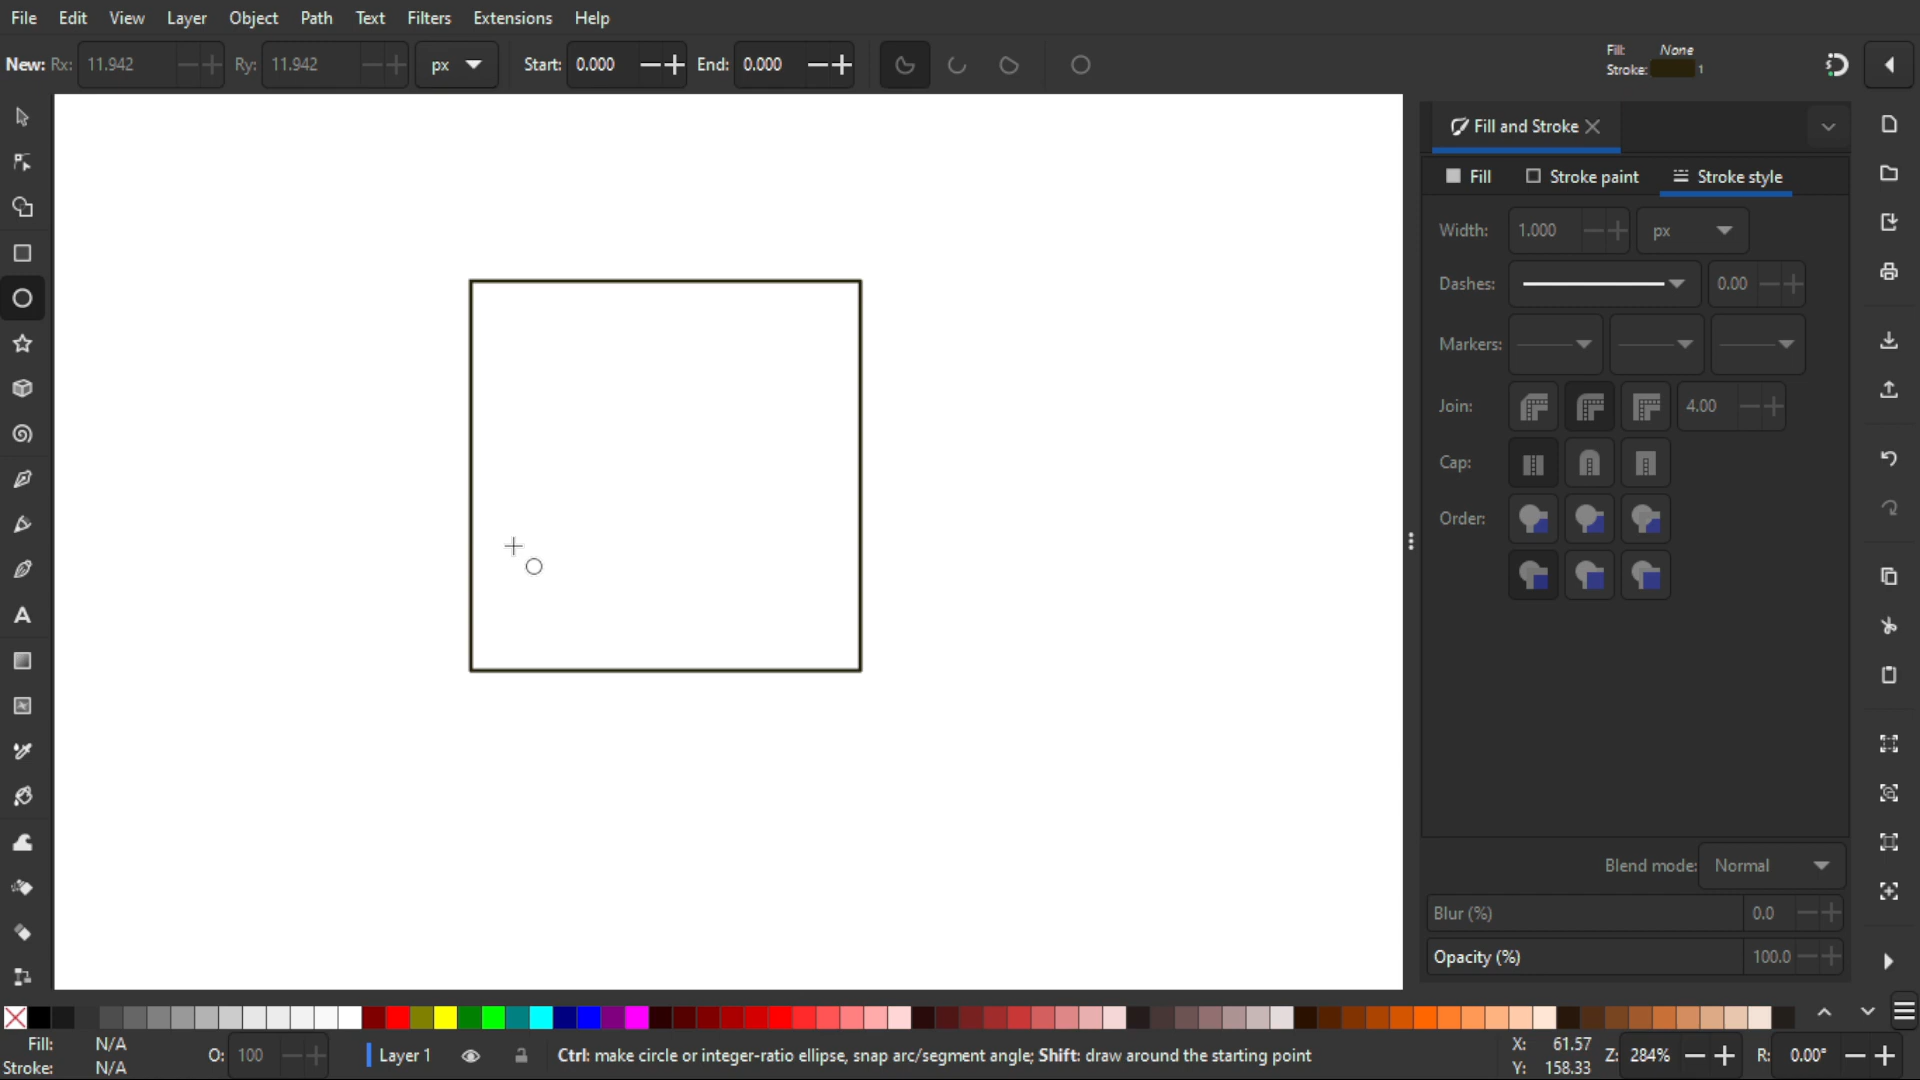 File Edit View Layer Object Path Text Filters Extensions Help
New: Rx: 11.942 Ry: 11.942 px Start: 0.000 End: 0.000 Fill: None
Stroke: 1
Fill and Stroke
Fill Stroke paint Stroke style
Width: 1.000 px
Dashes: 0.00
Markers:
Join: 4.00
Cap:
Order:
Blend mode: Normal
Blur (%) 0.0
Opacity (%) 100.0
Fill: N/A O: 100 Layer 1 Ctrl: make circle or integer-ratio ellipse, snap arc/segment angle; Shift: draw around the starting point X: 61.57 Z: 284% R: 0.00°
Stroke: N/A Y: 158.33